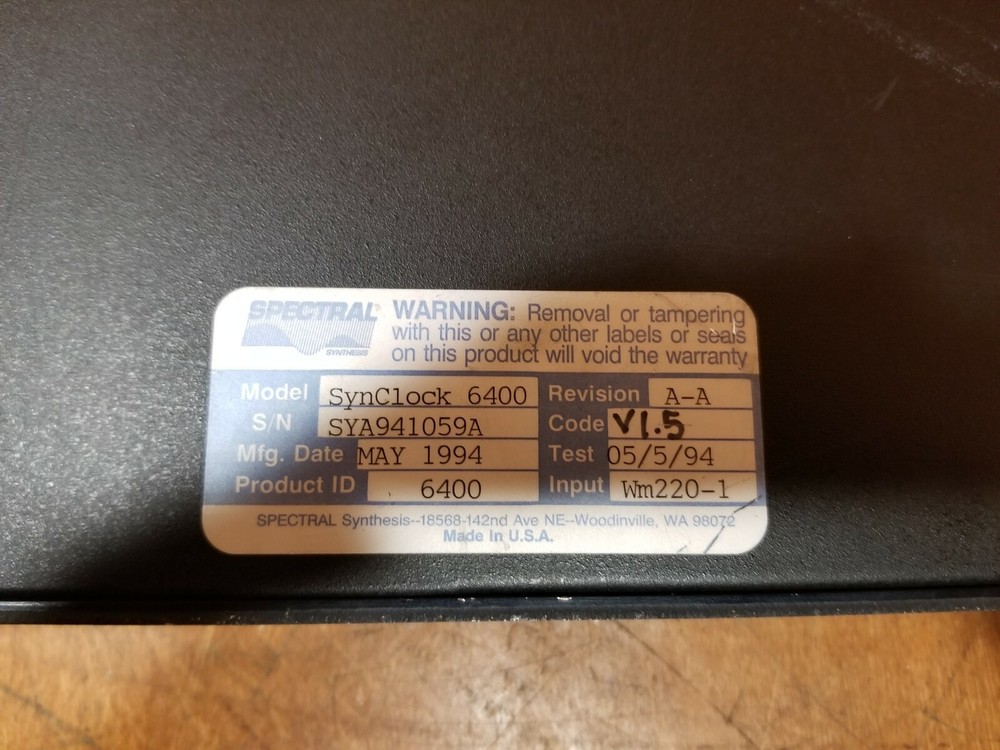 SPECTRAL®
SYNTHESIS
WARNING: Removal or tampering
with this or any other labels or seals
on this product will void the warranty
Model SynClock 6400 Revision A-A
S/N SYA941059A Code V1.5
Mfg. Date MAY 1994 Test 05/5/94
Product ID 6400 Input Wm220-1
SPECTRAL Synthesis--18568-142nd Ave NE--Woodinville, WA 98072
Made In U.S.A.